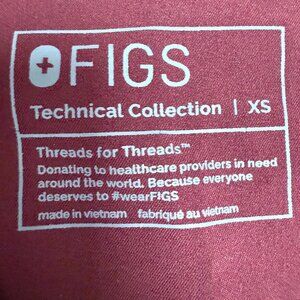 FIGS
Technical Collection | XS
Threads for Threads™
Donating to healthcare providers in need
around the world. Because everyone
deserves to #wearFIGS
made in vietnam fabriqué au vietnam